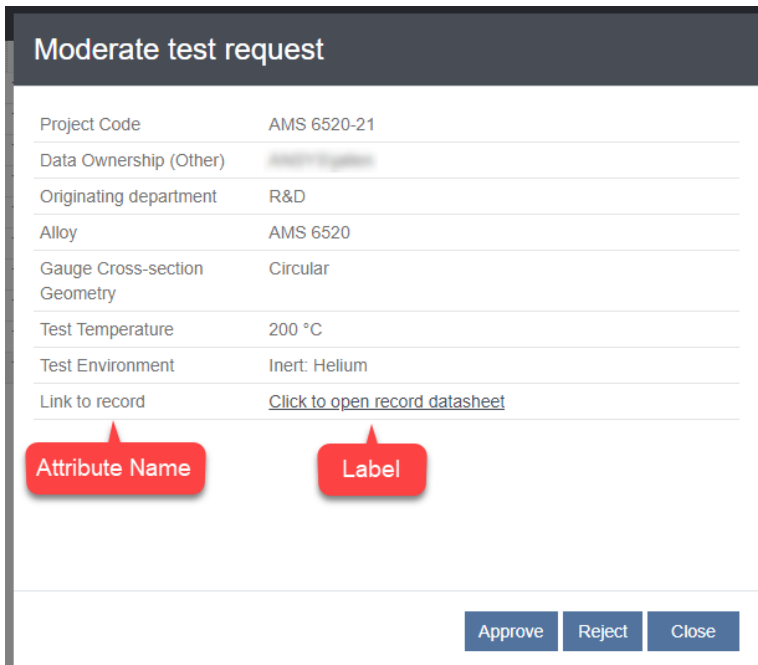 Moderate test request
Project Code AMS 6520-21
Data Ownership (Other)
Originating department R&D
Alloy AMS 6520
Gauge Cross-section Circular
Geometry
Test Temperature 200 °C
Test Environment Inert: Helium
Link to record Click to open record datasheet
Attribute Name Label
Approve Reject Close